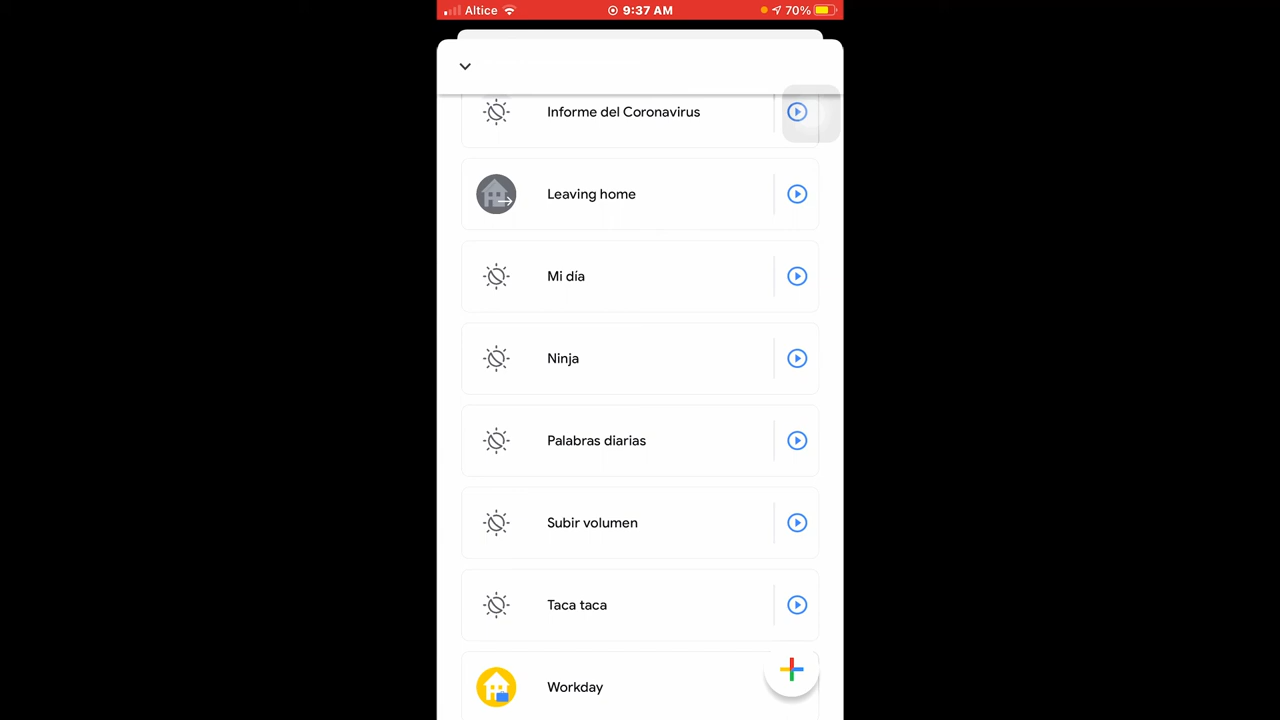 Altice 9:37 AM 70%
Informe del Coronavirus
Leaving home
Mi día
Ninja
Palabras diarias
Subir volumen
Taca taca
Workday